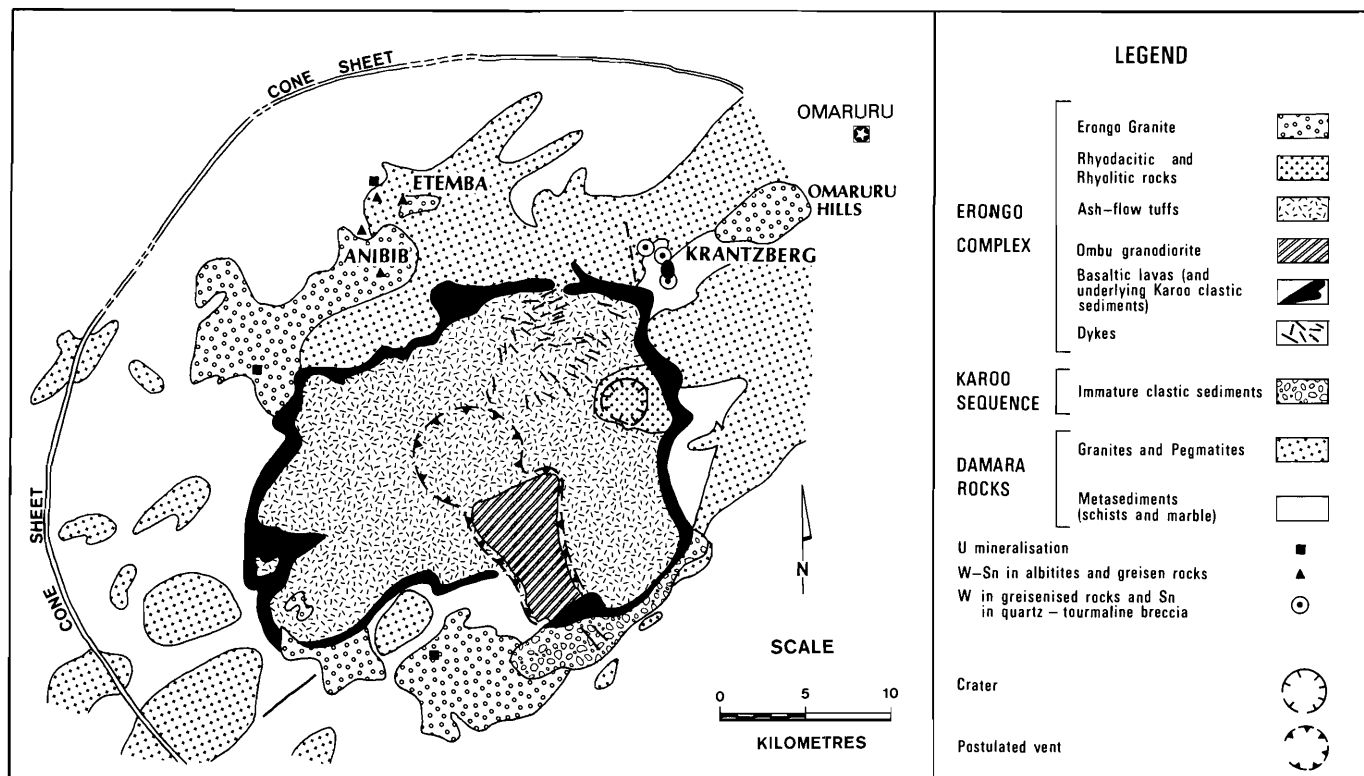 CONE SHEET
OMARURU
ETEMBA
OMARURU
HILLS
ANIBIB
KRANTZBERG
SHEET
CONE
N
SCALE
0 5 10
KILOMETRES
LEGEND
ERONGO
COMPLEX
Erongo Granite
Rhyodacitic and
Rhyolitic rocks
Ash-flow tuffs
Ombu granodiorite
Basaltic lavas (and
underlying Karoo clastic
sediments)
Dykes
KAROO
SEQUENCE
Immature clastic sediments
DAMARA
ROCKS
Granites and Pegmatites
Metasediments
(schists and marble)
U mineralisation
W-Sn in albitites and greisen rocks
W in greisenised rocks and Sn
in quartz - tourmaline breccia
Crater
Postulated vent